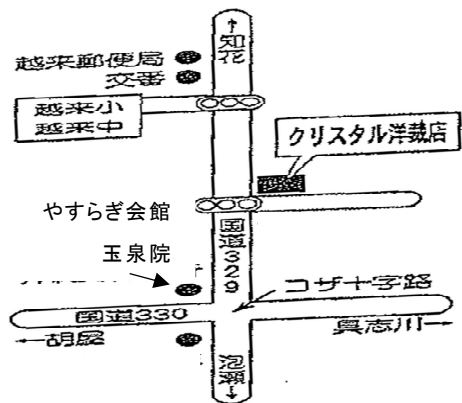 ↑知花
越来郵便局
交番
越来小
越来中
クリスタル洋裁店
やすらぎ会館
国道329
玉泉院
コザ十字路
国道330
←胡屋
具志川→
泡瀬↓